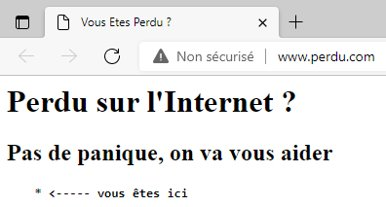 Vous Etes Perdu ?
Non sécurisé | www.perdu.com
Perdu sur l'Internet ?
Pas de panique, on va vous aider
* <----- vous êtes ici